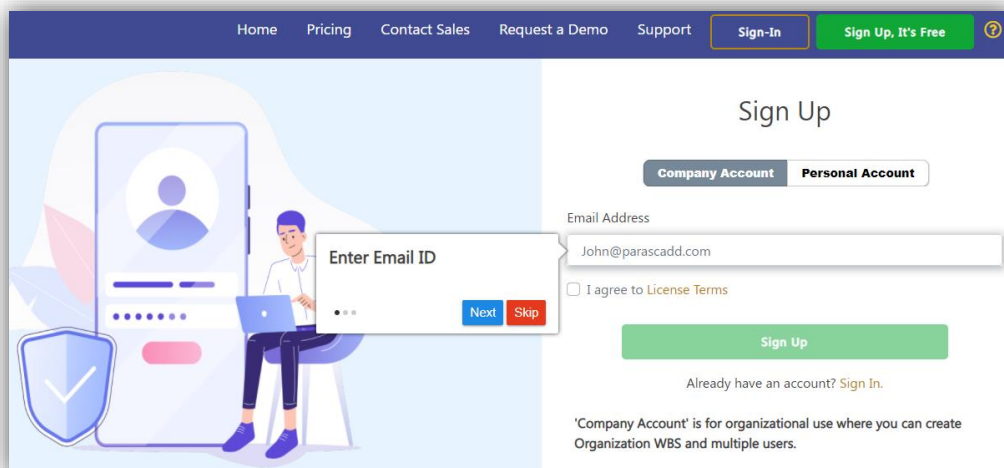 Home Pricing Contact Sales Request a Demo Support Sign-In Sign Up, It's Free ?
Sign Up
Company Account Personal Account
Email Address
John@parascadd.com
Enter Email ID
Next Skip
I agree to License Terms
Sign Up
Already have an account? Sign In.
'Company Account' is for organizational use where you can create
Organization WBS and multiple users.